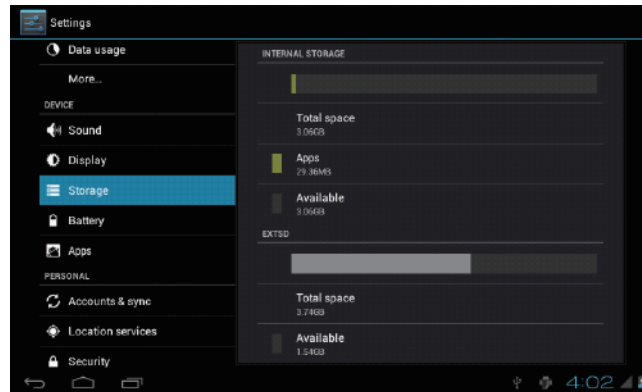 Settings
Data usage
More...
DEVICE
Sound
Display
Storage
Battery
Apps
PERSONAL
Accounts & sync
Location services
Security
INTERNAL STORAGE
Total space
3.06GB
Apps
29.36MB
Available
3.06GB
EXTSD
Total space
3.74GB
Available
1.54GB
4:02